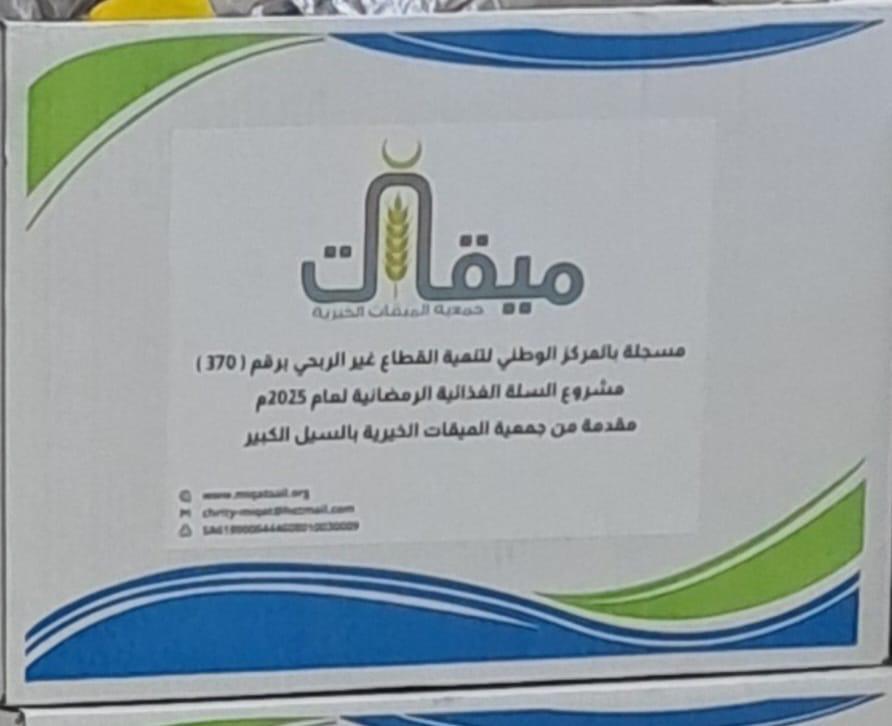 ميقات
جمعية الميقات الخيرية
مسجلة بالمركز الوطني لتنمية القطاع غير الربحي برقم ( 370 )
مشروع السلة الغذائية الرمضانية لعام 2025م
مقدمة من جمعية الميقات الخيرية بالسيل الكبير
www.miqatsail.org